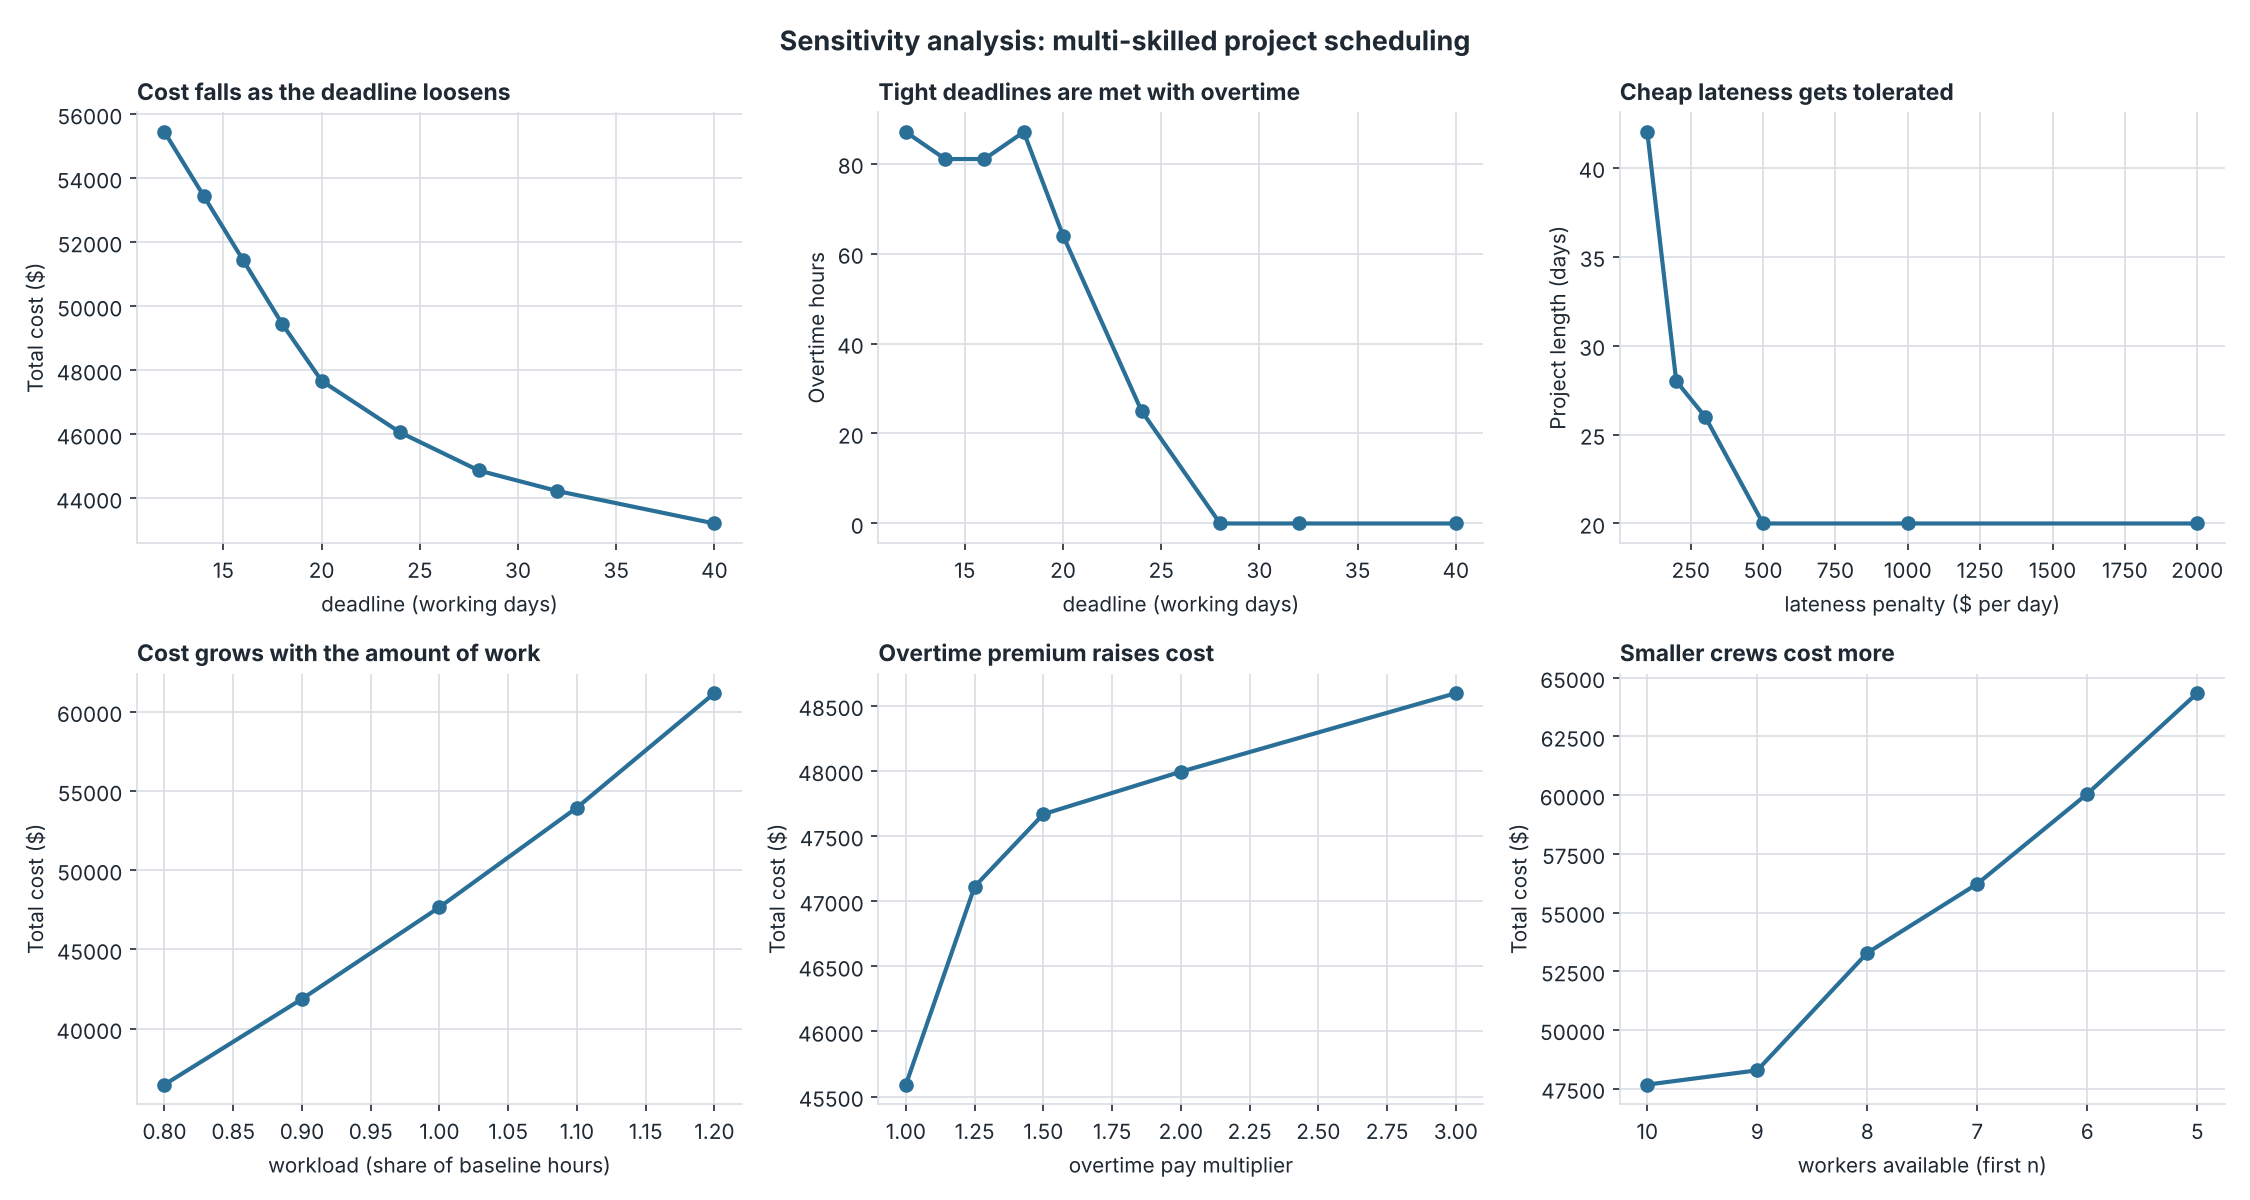 Sensitivity analysis: multi-skilled project scheduling
Cost falls as the deadline loosens
Total cost ($)
56000
54000
52000
50000
48000
46000
44000
15 20 25 30 35 40
deadline (working days)
Tight deadlines are met with overtime
Overtime hours
80
60
40
20
0
15 20 25 30 35 40
deadline (working days)
Cheap lateness gets tolerated
Project length (days)
40
35
30
25
20
250 500 750 1000 1250 1500 1750 2000
lateness penalty ($ per day)
Cost grows with the amount of work
Total cost ($)
60000
55000
50000
45000
40000
0.80 0.85 0.90 0.95 1.00 1.05 1.10 1.15 1.20
workload (share of baseline hours)
Overtime premium raises cost
Total cost ($)
48500
48000
47500
47000
46500
46000
45500
1.00 1.25 1.50 1.75 2.00 2.25 2.50 2.75 3.00
overtime pay multiplier
Smaller crews cost more
Total cost ($)
65000
62500
60000
57500
55000
52500
50000
47500
10 9 8 7 6 5
workers available (first n)